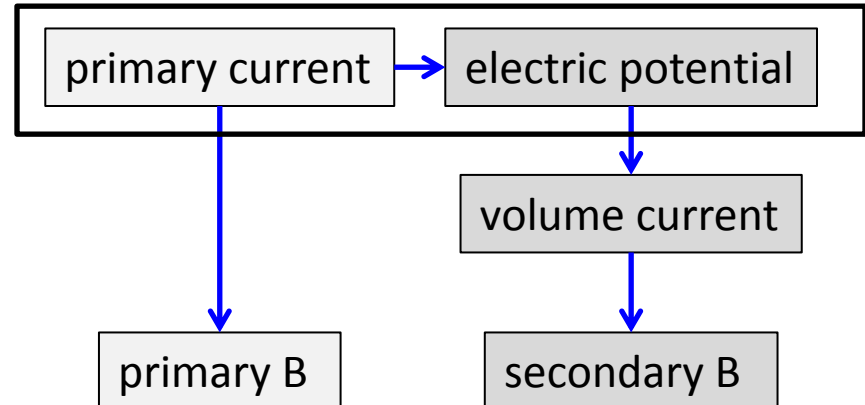 primary current
electric potential
volume current
primary B
secondary B